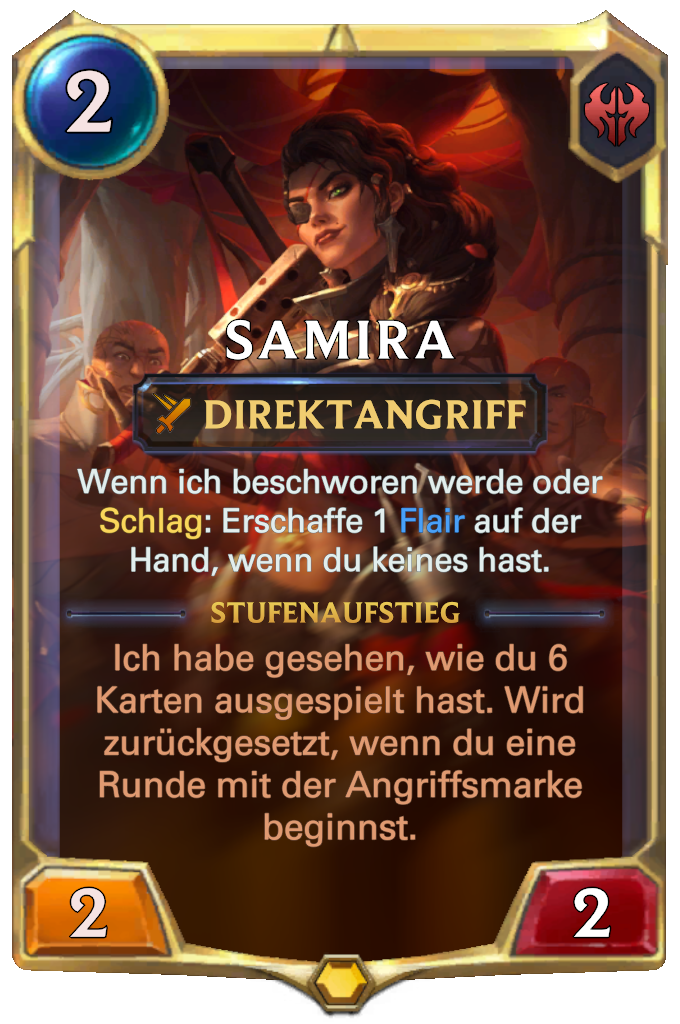 2
SAMIRA
DIREKTANGRIFF
Wenn ich beschworen werde oder
Schlag: Erschaffe 1 Flair auf der
Hand, wenn du keines hast.
STUFENAUFSTIEG
Ich habe gesehen, wie du 6
Karten ausgespielt hast. Wird
zurückgesetzt, wenn du eine
Runde mit der Angriffsmarke
beginnst.
2
2